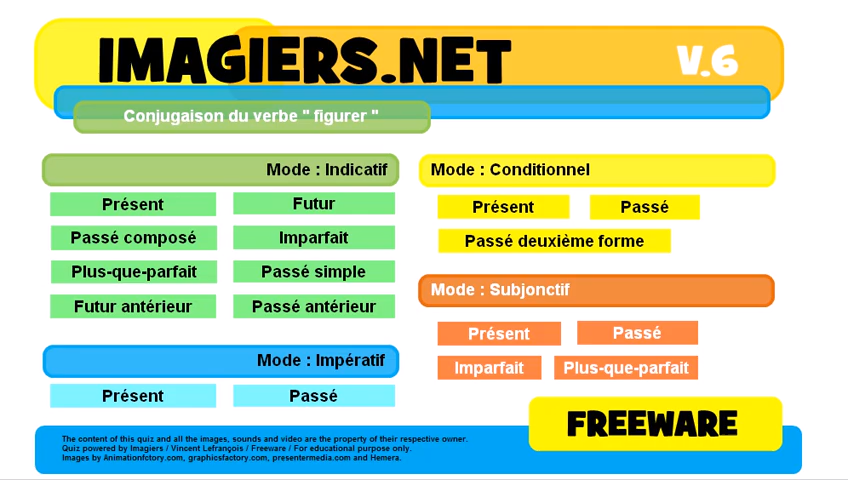 IMAGIERS.NET
V.6
Conjugaison du verbe " figurer "
Mode : Indicatif
Présent
Futur
Passé composé
Imparfait
Plus-que-parfait
Passé simple
Futur antérieur
Passé antérieur
Mode : Impératif
Présent
Passé
Mode : Conditionnel
Présent
Passé
Passé deuxième forme
Mode : Subjonctif
Présent
Passé
Imparfait
Plus-que-parfait
FREEWARE
The content of this quiz and all the images, sounds and video are the property of their respective owner.
Quiz powered by Imagiers / Vincent Lefrançois / Freeware / For educational purpose only.
Images by Animationfctory.com, graphicsfactory.com, presentermedia.com and Hemera.